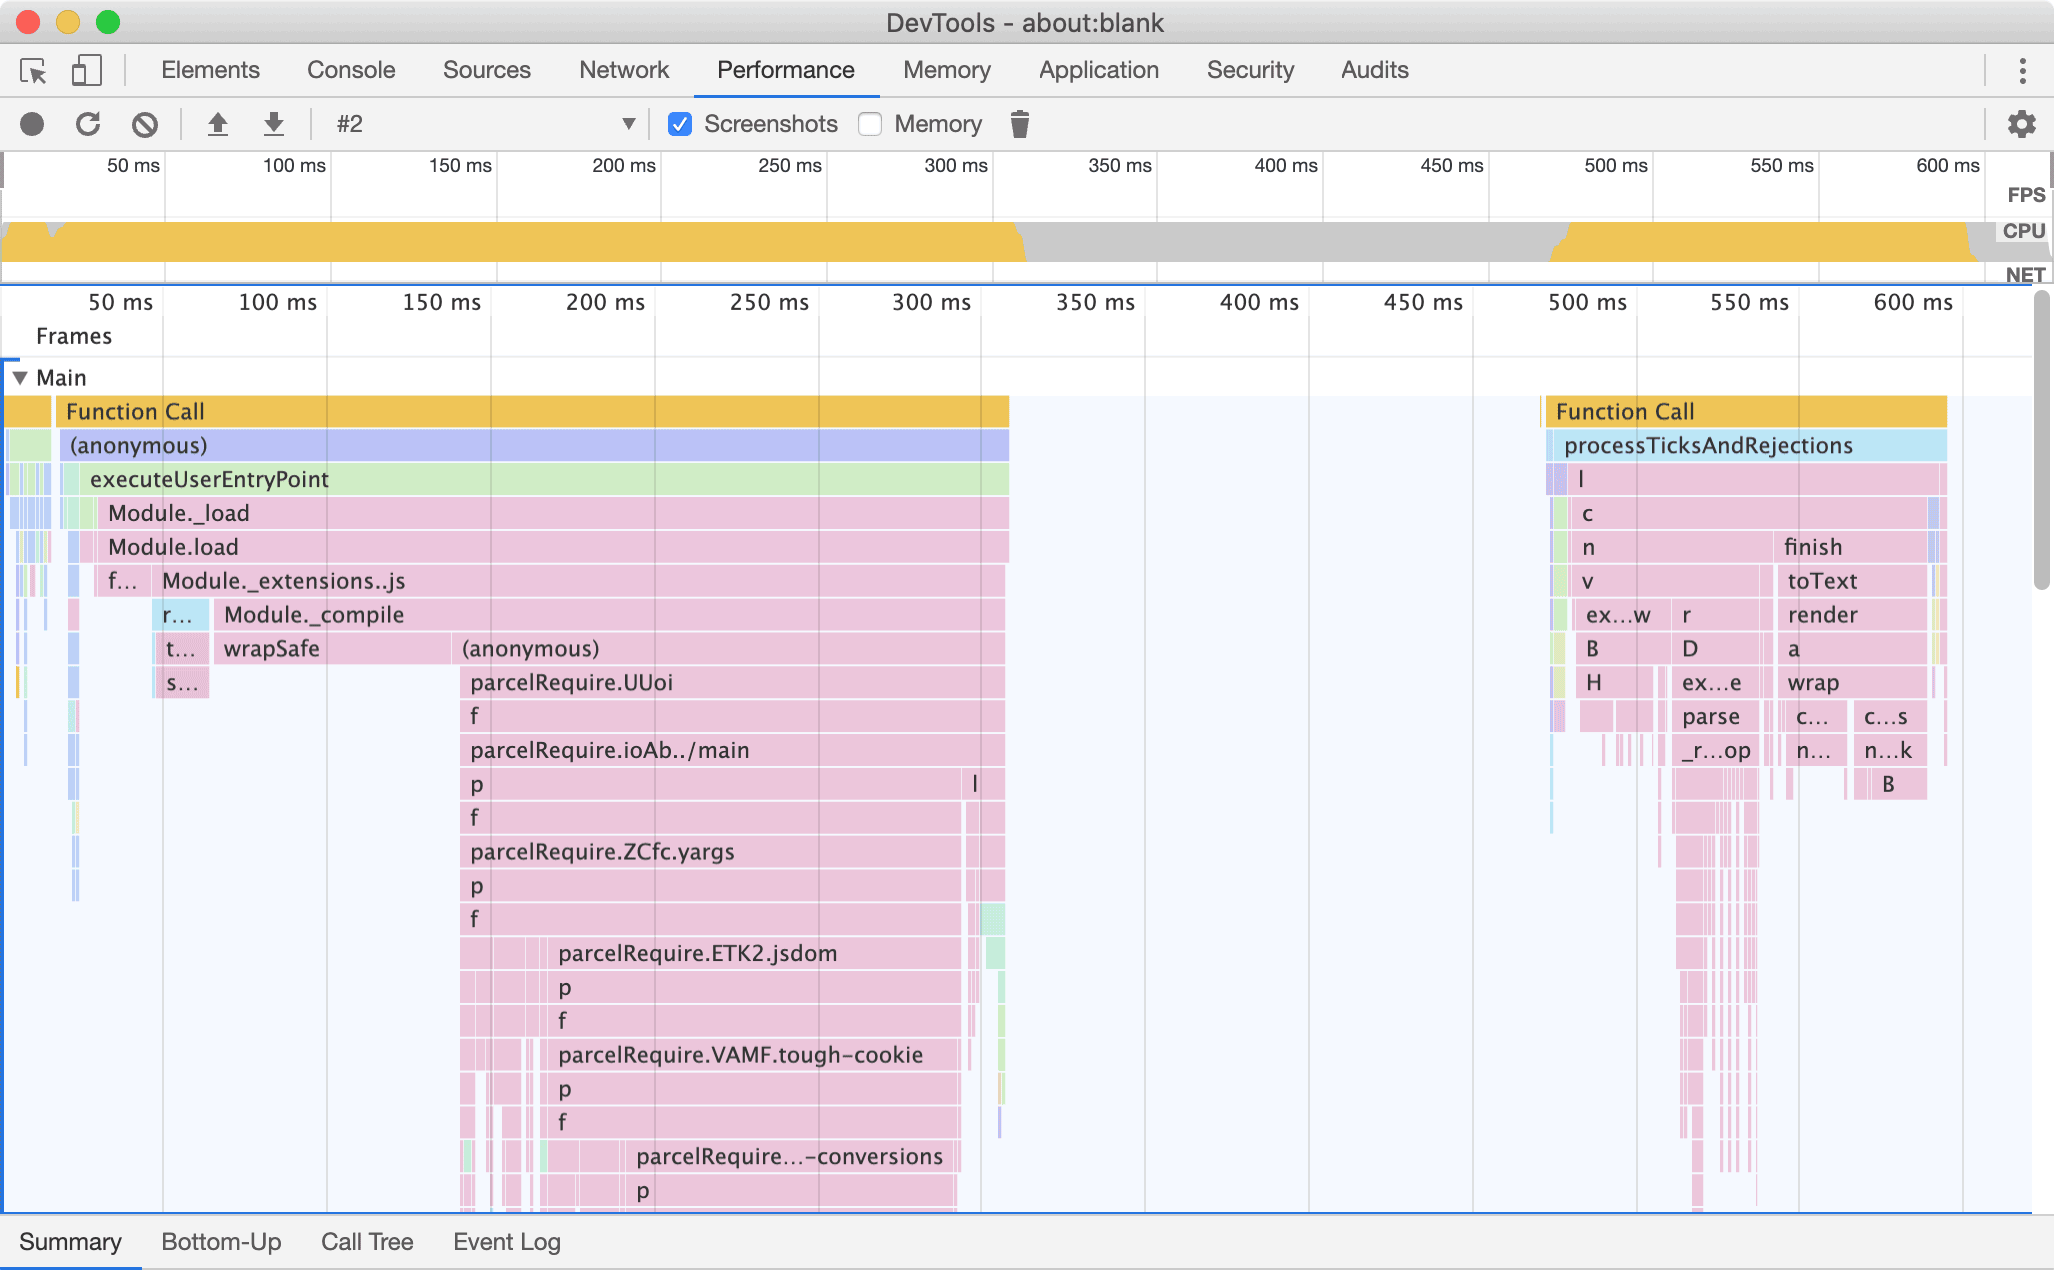 DevTools - about:blank
Elements Console Sources Network Performance Memory Application Security Audits
#2 Screenshots Memory
50 ms 100 ms 150 ms 200 ms 250 ms 300 ms 350 ms 400 ms 450 ms 500 ms 550 ms 600 ms
FPS
CPU
NET
50 ms 100 ms 150 ms 200 ms 250 ms 300 ms 350 ms 400 ms 450 ms 500 ms 550 ms 600 ms
Frames
Main
Function Call Function Call
(anonymous) processTicksAndRejections
executeUserEntryPoint l
Module._load c
Module.load n finish
f... Module._extensions..js v toText
r... Module._compile ex...w r render
t... wrapSafe (anonymous) B D a
s... parcelRequire.UUoi H ex...e wrap
f parse c... c...s
parcelRequire.ioAb../main _r...op n... n...k
p l B
f
parcelRequire.ZCfc.yargs
p
f
parcelRequire.ETK2.jsdom
p
f
parcelRequire.VAMF.tough-cookie
p
f
parcelRequire...-conversions
p
Summary Bottom-Up Call Tree Event Log